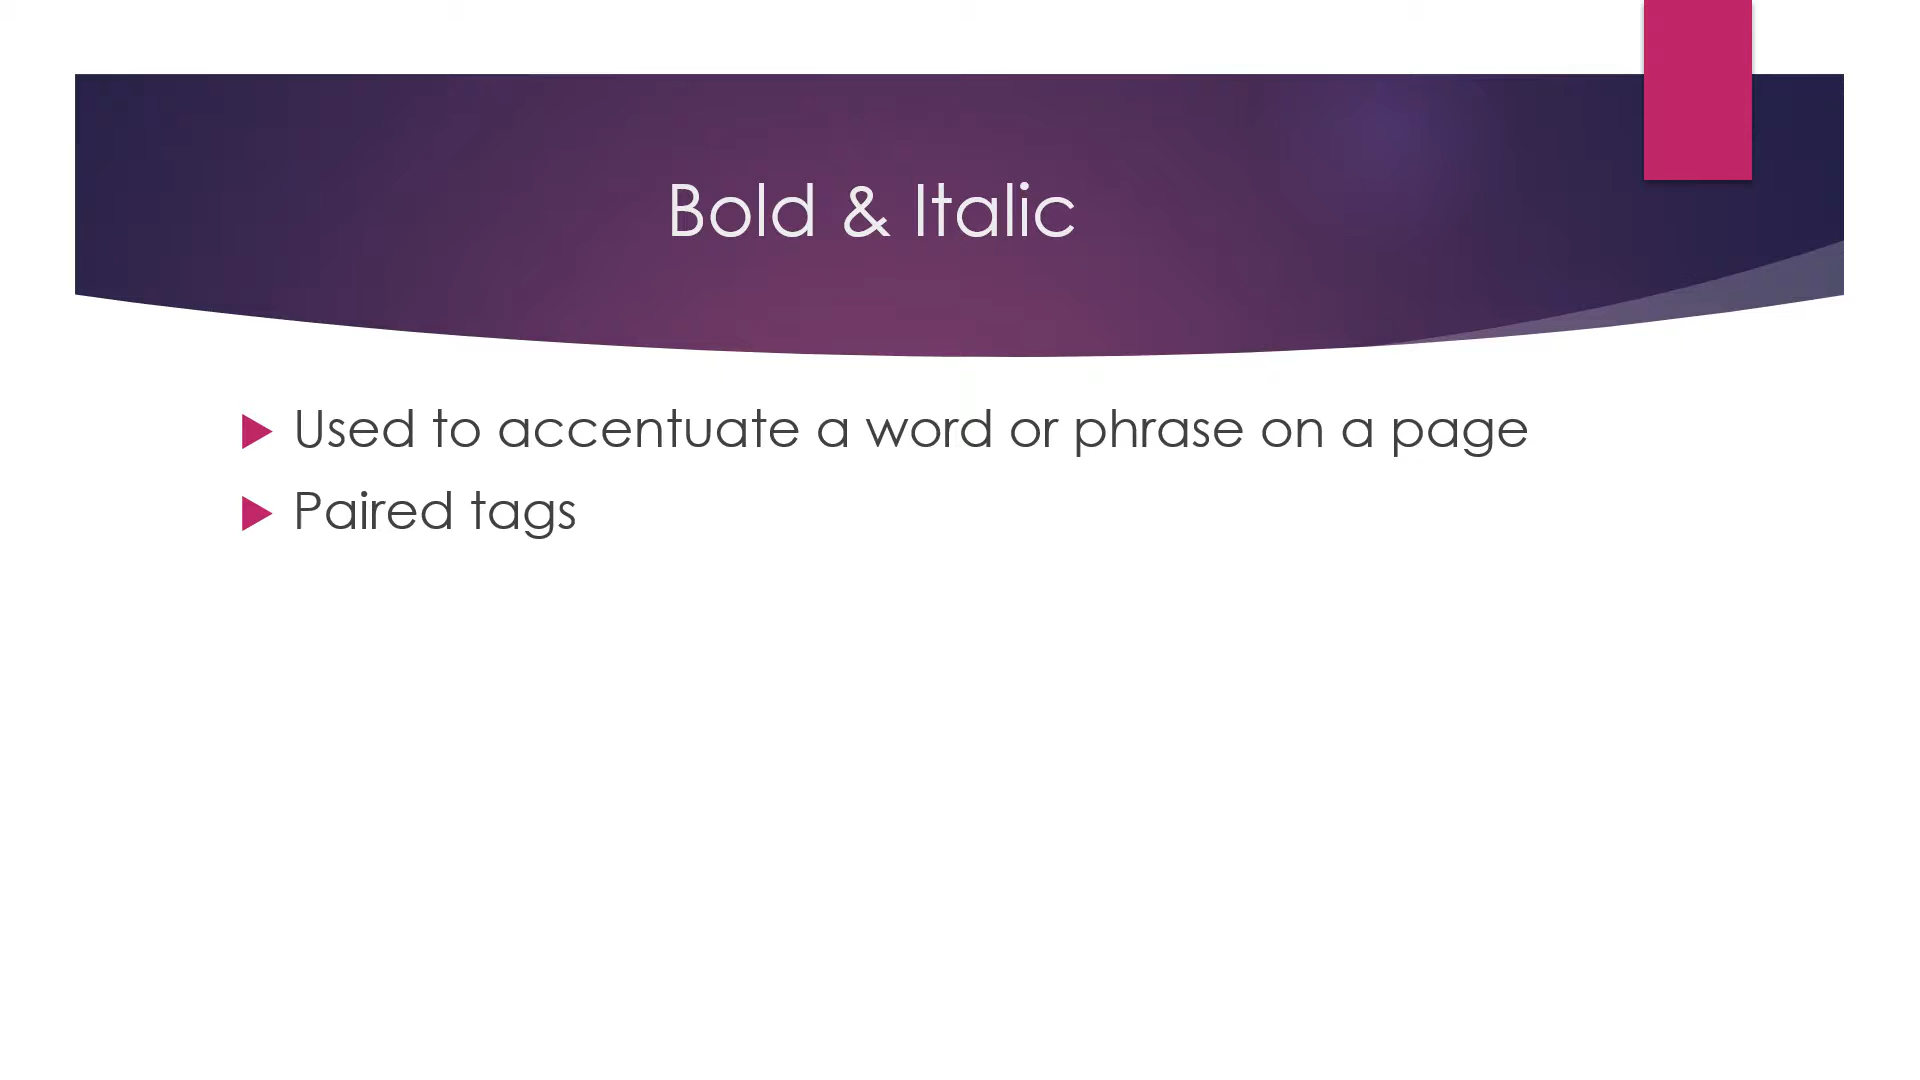 Bold & Italic
Used to accentuate a word or phrase on a page
Paired tags